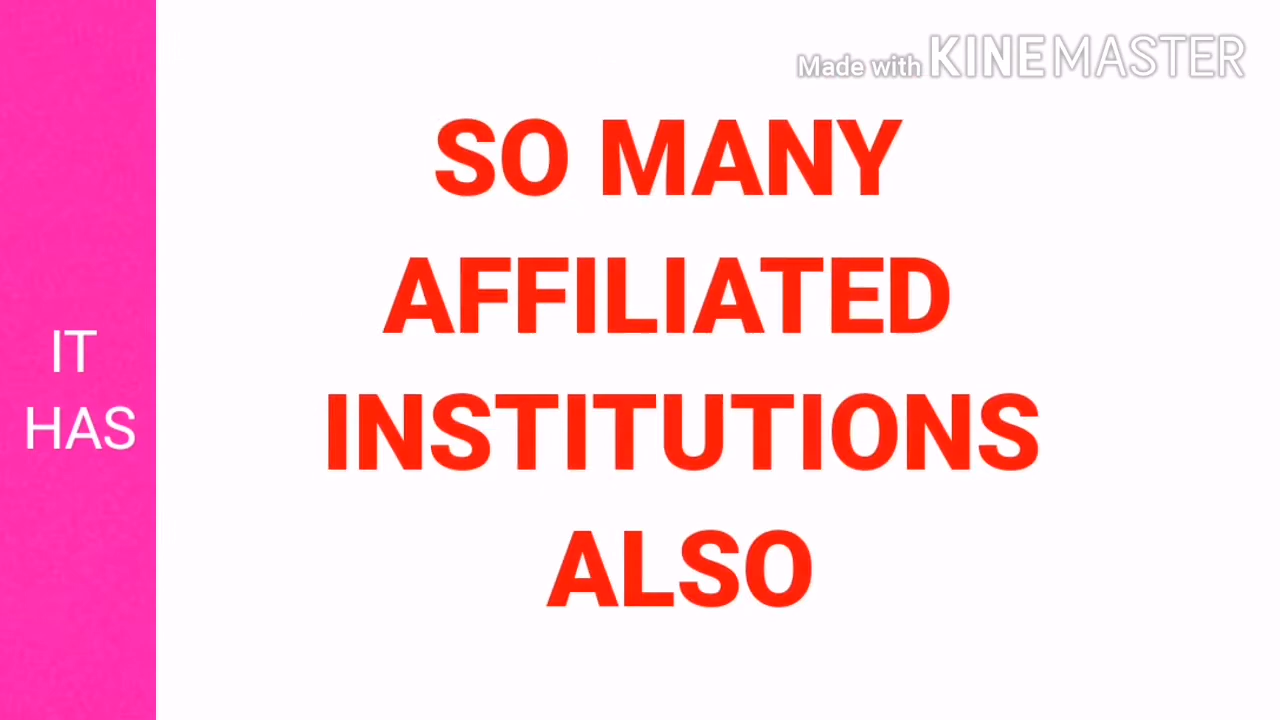 Made with KINEMASTER
IT
HAS
SO MANY
AFFILIATED
INSTITUTIONS
ALSO